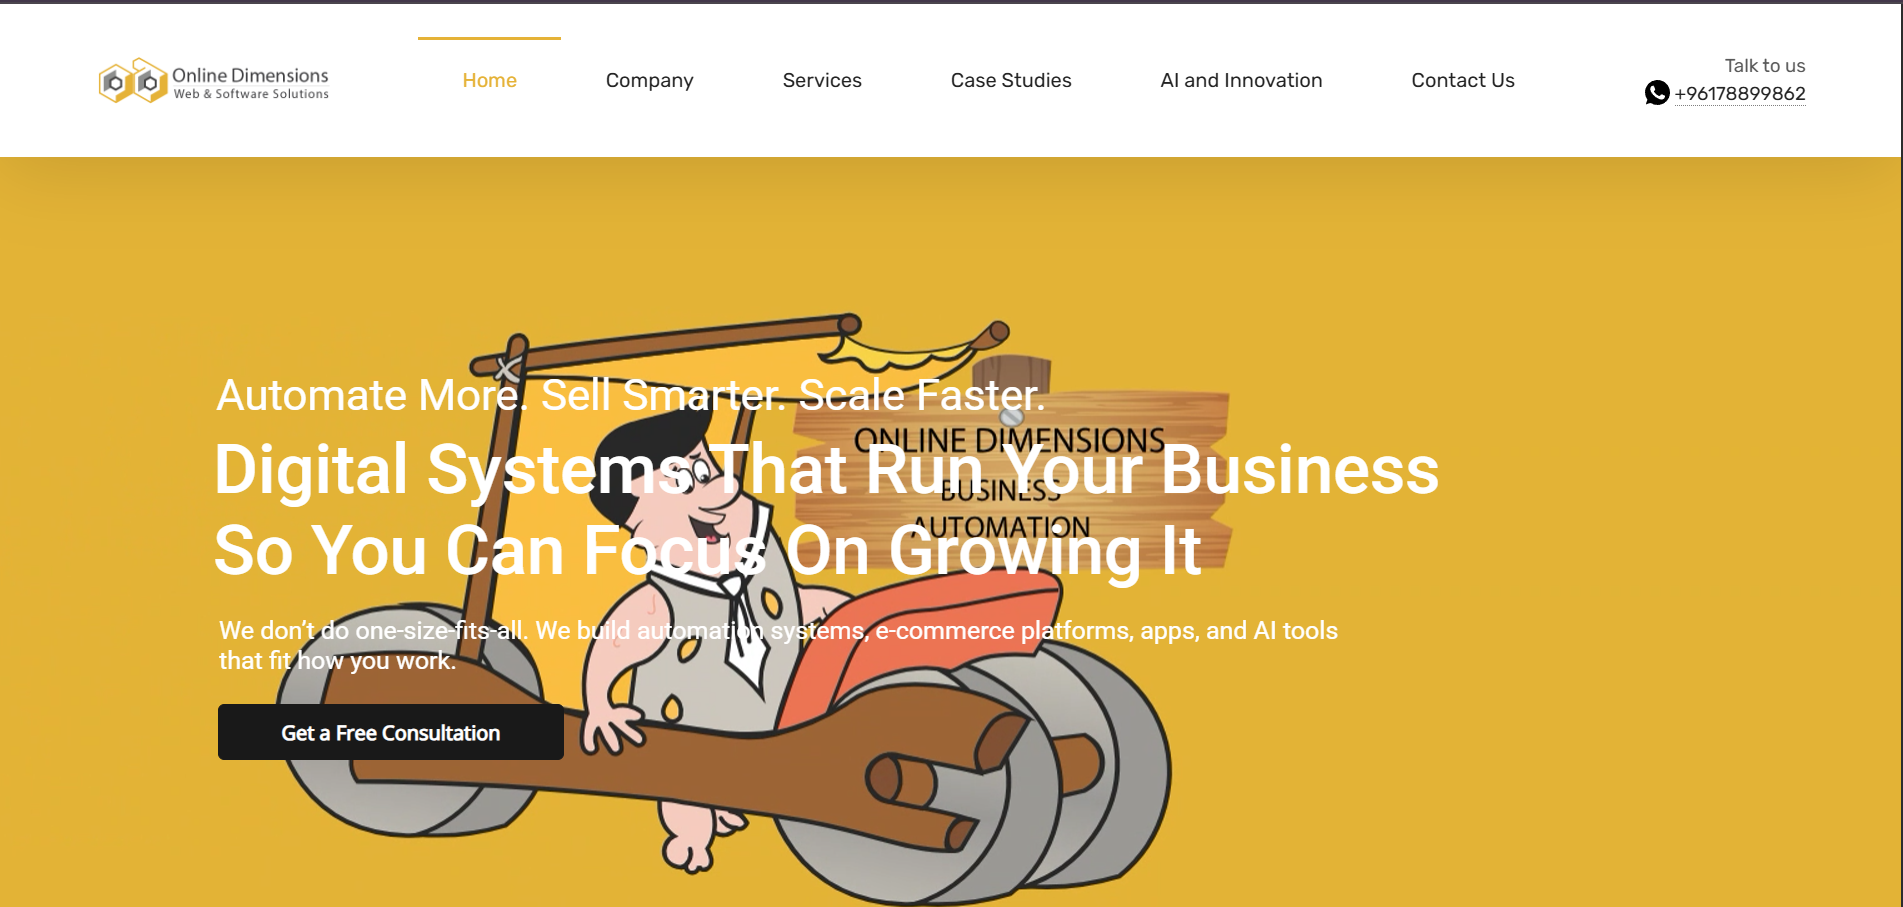 Online Dimensions
Web & Software Solutions
Home
Company
Services
Case Studies
AI and Innovation
Contact Us
Talk to us
+96178899862
Automate More. Sell Smarter. Scale Faster.
Digital Systems That Run Your Business
So You Can Focus On Growing It
ONLINE DIMENSIONS
BUSINESS
AUTOMATION
We don’t do one-size-fits-all. We build automation systems, e-commerce platforms, apps, and AI tools
that fit how you work.
Get a Free Consultation